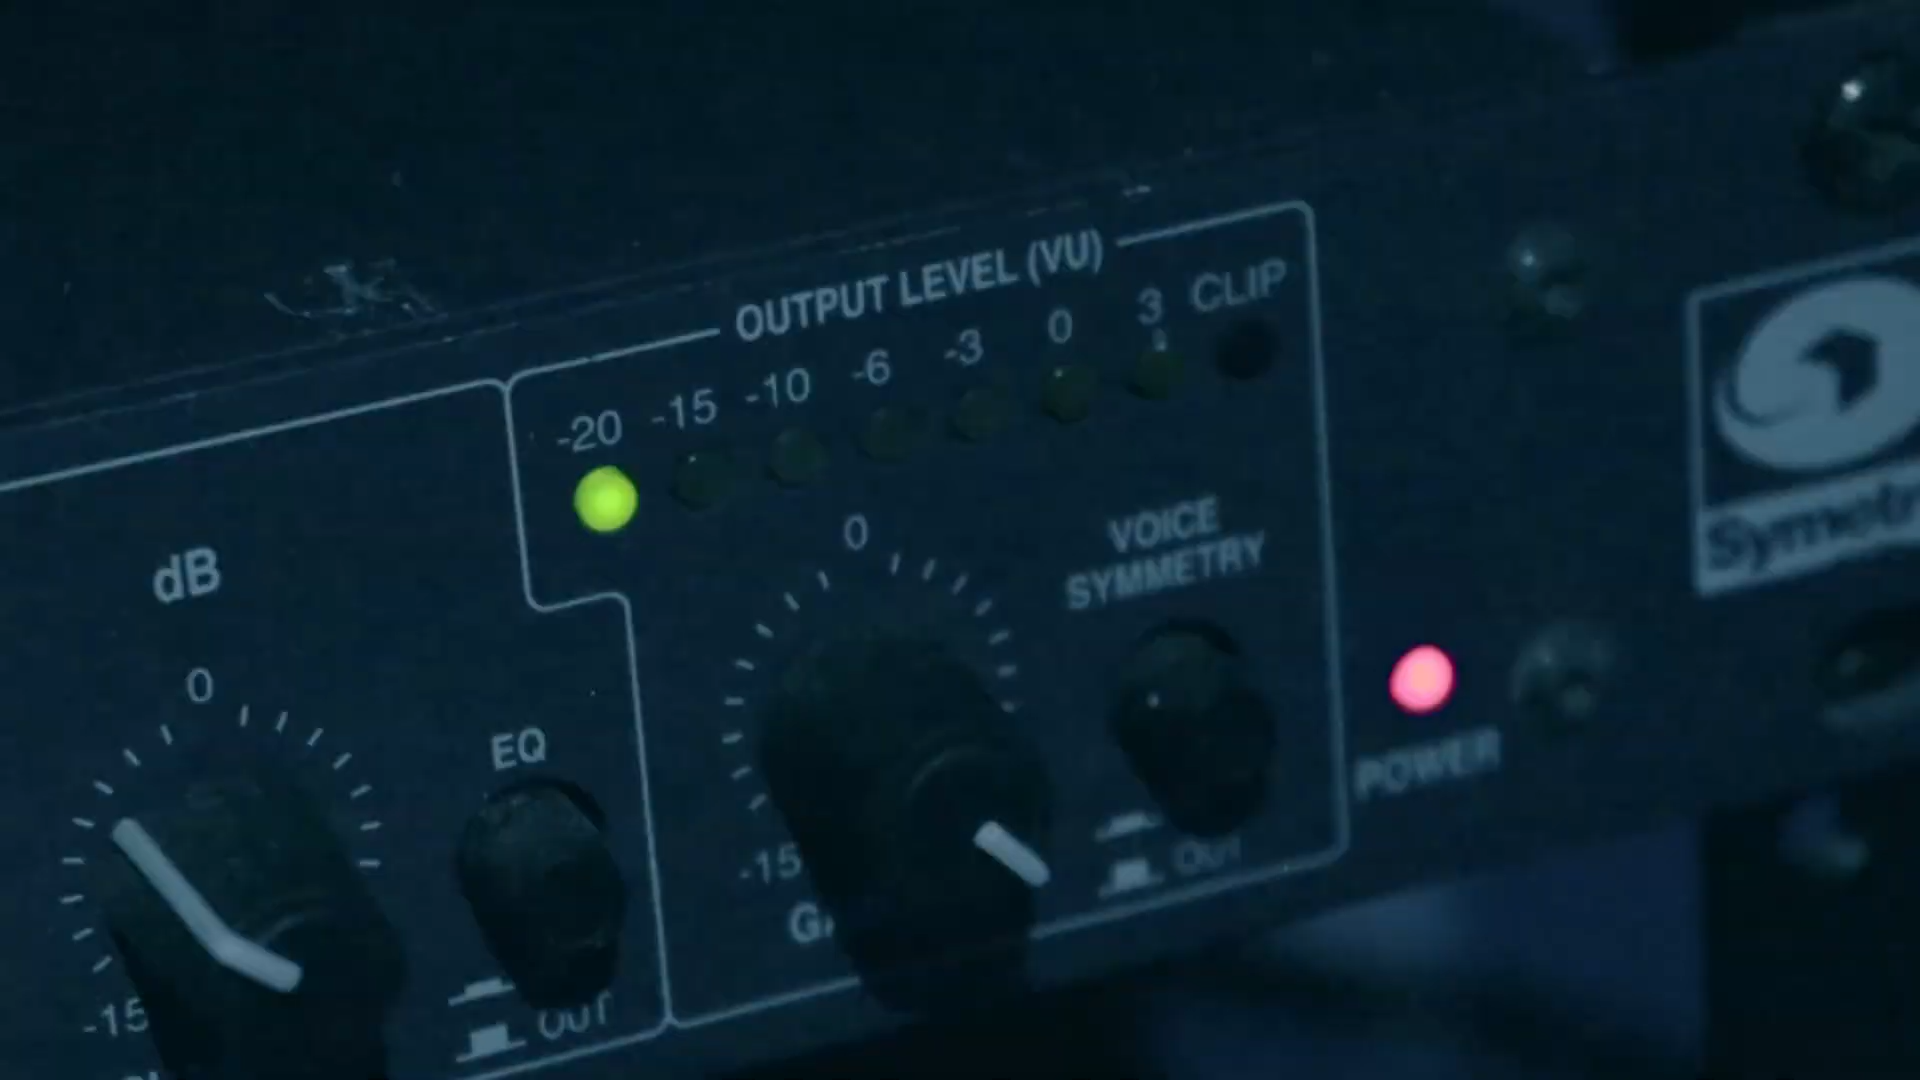 OUTPUT LEVEL (VU)
-20 -15 -10 -6 -3 0 3 CLIP
dB
0
-15
EQ
OUT
0
-15
VOICE
SYMMETRY
OUT
POWER
Symetri